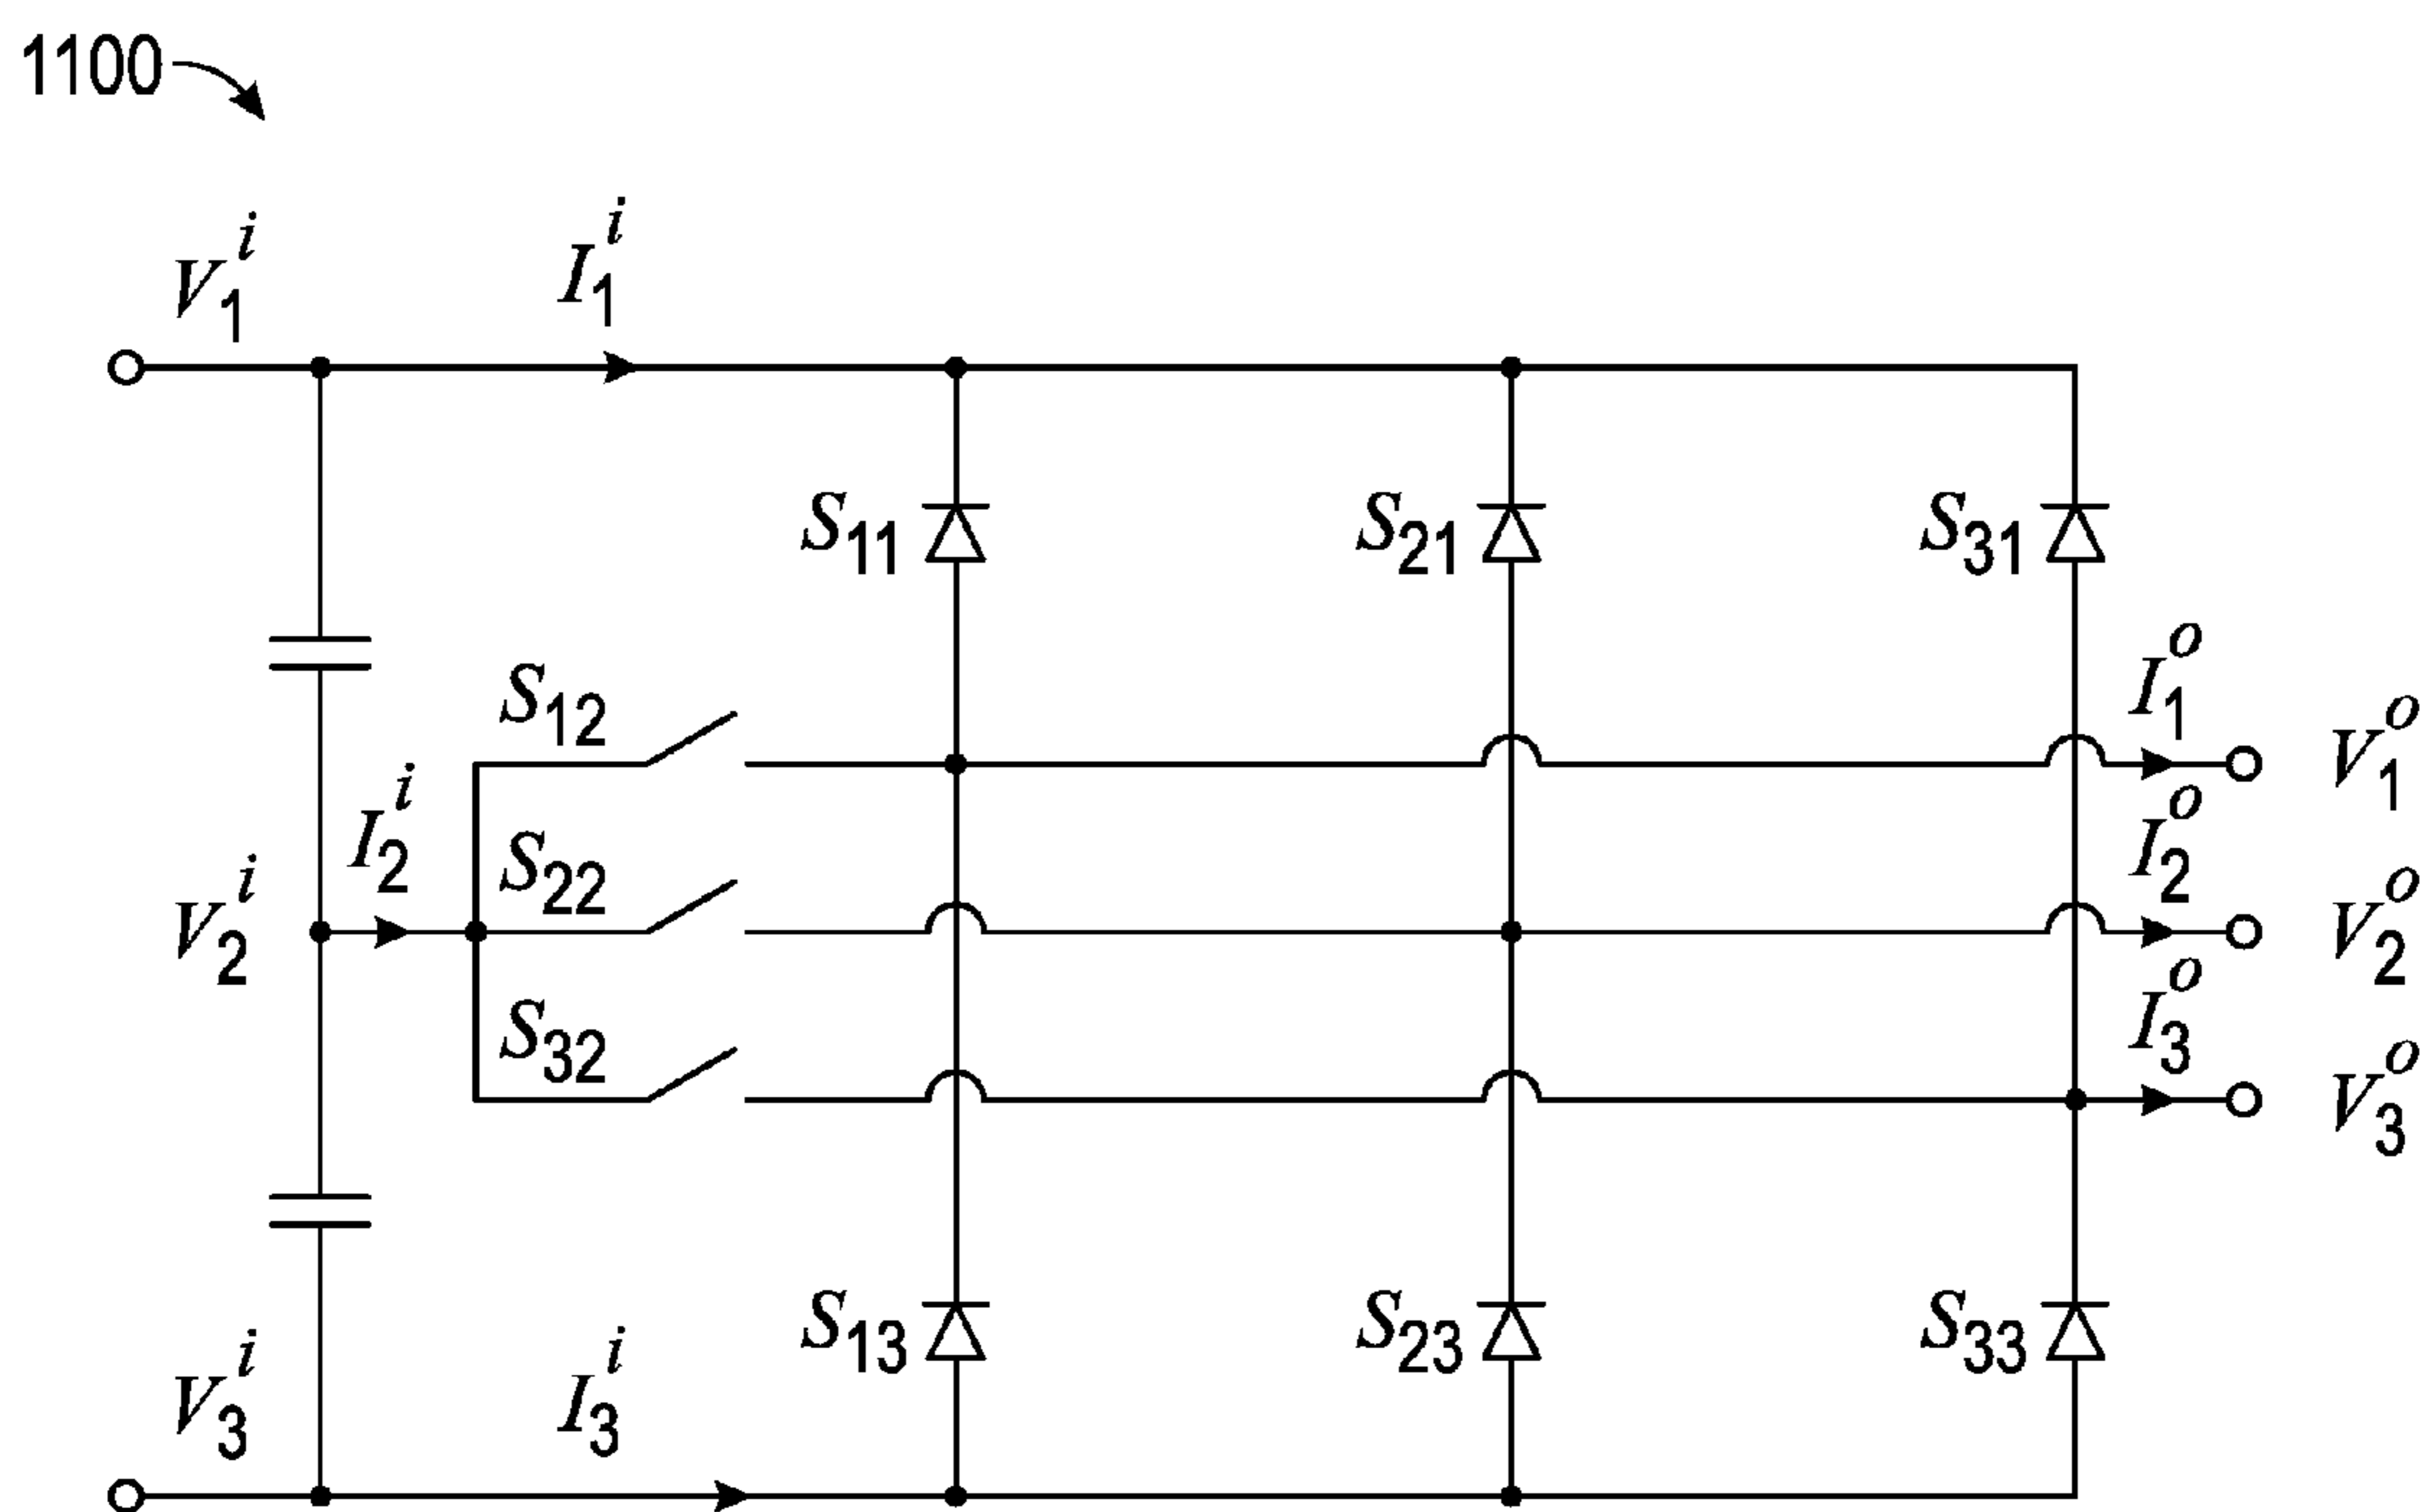 1100
V₁ⁱ
I₁ⁱ
S₁₁
S₂₁
S₃₁
I₁ᵒ
V₁ᵒ
S₁₂
I₂ⁱ
I₂ᵒ
V₂ⁱ
S₂₂
V₂ᵒ
I₃ᵒ
S₃₂
V₃ᵒ
S₁₃
S₂₃
S₃₃
V₃ⁱ
I₃ⁱ